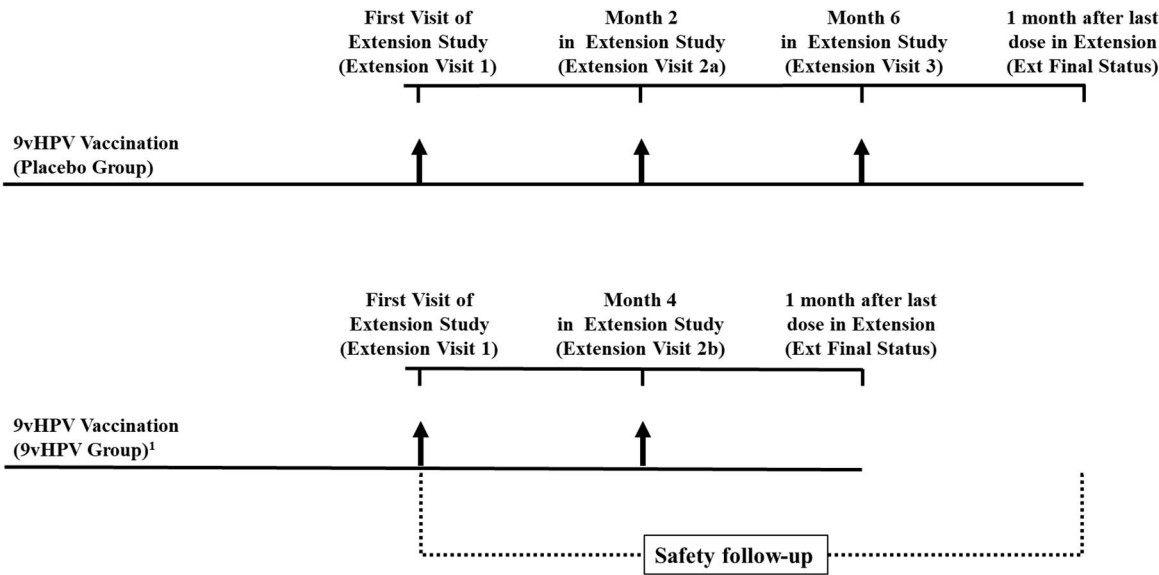 First Visit of
Extension Study
(Extension Visit 1)
Month 2
in Extension Study
(Extension Visit 2a)
Month 6
in Extension Study
(Extension Visit 3)
1 month after last
dose in Extension
(Ext Final Status)
9vHPV Vaccination
(Placebo Group)
First Visit of
Extension Study
(Extension Visit 1)
Month 4
in Extension Study
(Extension Visit 2b)
1 month after last
dose in Extension
(Ext Final Status)
9vHPV Vaccination
(9vHPV Group)¹
Safety follow-up